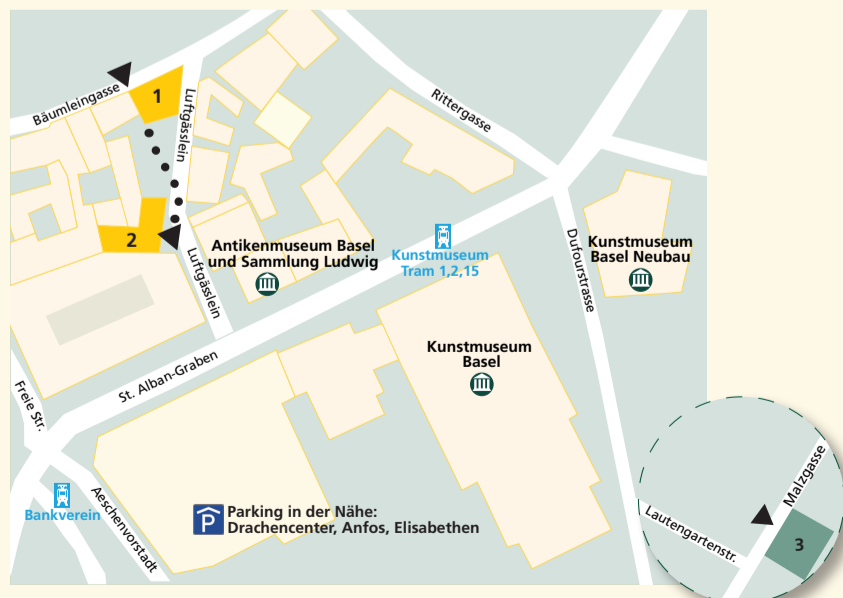 Bäumleingasse
1
Luftgässlein
Rittergasse
2
Luftgässlein
Antikenmuseum Basel
und Sammlung Ludwig
Kunstmuseum
Tram 1,2,15
Dufourstrasse
Kunstmuseum
Basel Neubau
Kunstmuseum
Basel
St. Alban-Graben
Freie Str.
Bankverein
Aeschenvorstadt
P
Parking in der Nähe:
Drachencenter, Anfos, Elisabethen
Malzgasse
Lautengartenstr.
3